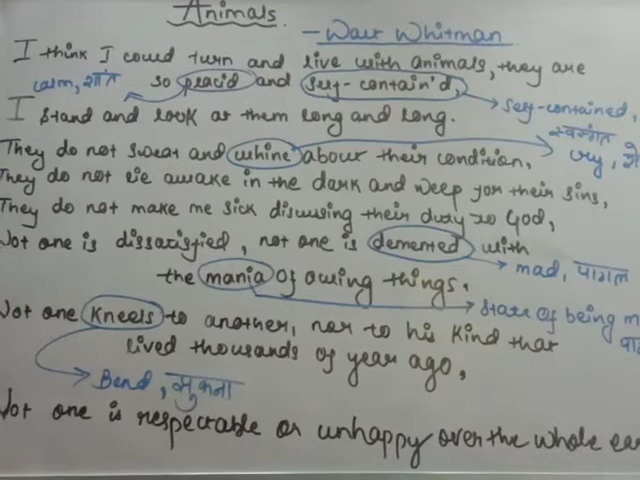 Animals.
- Walt Whitman
I think I could turn and live with animals, they are
calm, शांत so placid and self-contain'd,
I stand and look at them long and long. self-contained,
They do not sweat and whine about their condition, cry,
They do not lie awake in the dark and weep for their sins,
They do not make me sick discussing their duty to God,
Not one is dissatisfied, not one is demented with
the mania of owing things. mad, पागल
State of being
Not one kneels to another, nor to his kind that
lived thousands of year ago,
Bend, झुकना
Not one is respectable or unhappy over the whole